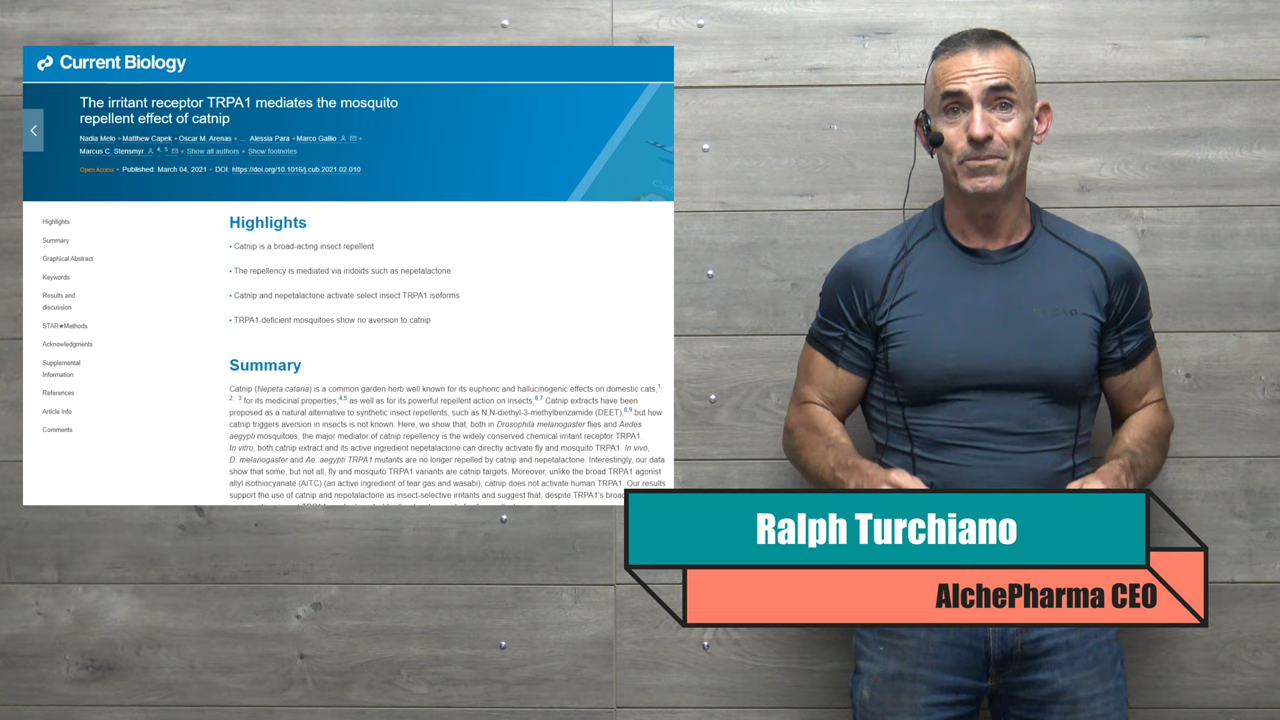 Current Biology
The irritant receptor TRPA1 mediates the mosquito
repellent effect of catnip
Nadia Melo • Matthew Capek • Oscar M. Arenas • ... Alessia Para • Marco Gallio •
Marcus C. Stensmyr 4, 5 • Show all authors • Show footnotes
Open Access • Published: March 04, 2021 • DOI: https://doi.org/10.1016/j.cub.2021.02.010
Highlights
Summary
Graphical Abstract
Keywords
Results and
discussion
STAR★Methods
Acknowledgments
Supplemental
Information
References
Article Info
Comments
Highlights
• Catnip is a broad-acting insect repellent
• The repellency is mediated via iridoids such as nepetalactone
• Catnip and nepetalactone activate select insect TRPA1 isoforms
• TRPA1-deficient mosquitoes show no aversion to catnip
Summary
Catnip (Nepeta cataria) is a common garden herb well known for its euphoric and hallucinogenic effects on domestic cats,1,
2, 3 for its medicinal properties,4,5 as well as for its powerful repellent action on insects.6,7 Catnip extracts have been
proposed as a natural alternative to synthetic insect repellents, such as N,N-diethyl-3-methylbenzamide (DEET),8,9 but how
catnip triggers aversion in insects is not known. Here, we show that, both in Drosophila melanogaster flies and Aedes
aegypti mosquitoes, the major mediator of catnip repellency is the widely conserved chemical irritant receptor TRPA1.
In vitro, both catnip extract and its active ingredient nepetalactone can directly activate fly and mosquito TRPA1. In vivo,
D. melanogaster and Ae. aegypti TRPA1 mutants are no longer repelled by catnip and nepetalactone. Interestingly, our data
show that some, but not all, fly and mosquito TRPA1 variants are catnip targets. Moreover, unlike the broad TRPA1 agonist
allyl isothiocyanate (AITC) (an active ingredient of tear gas and wasabi), catnip does not activate human TRPA1. Our results
support the use of catnip and nepetalactone as insect-selective irritants and suggest that, despite TRPA1's broad
Ralph Turchiano
AlchePharma CEO